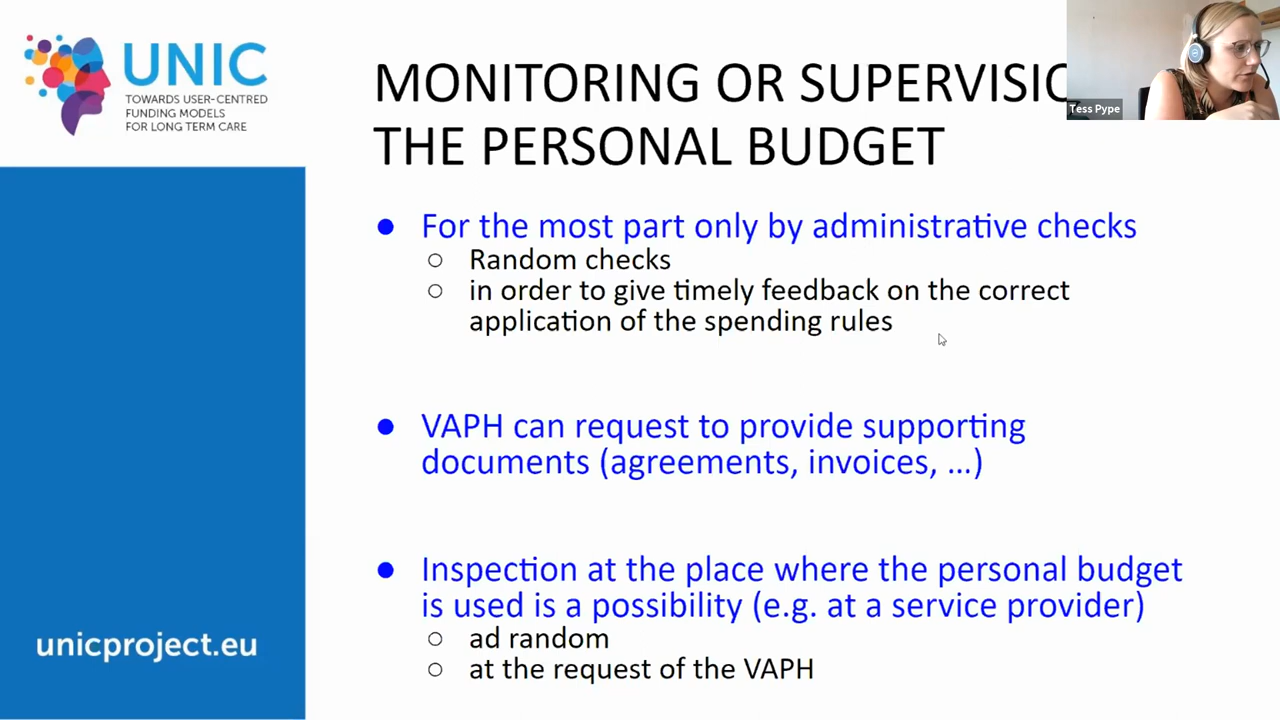 UNIC
TOWARDS USER-CENTRED
FUNDING MODELS
FOR LONG TERM CARE
MONITORING OR SUPERVISIO
THE PERSONAL BUDGET
Tess Pype
● For the most part only by administrative checks
○ Random checks
○ in order to give timely feedback on the correct
application of the spending rules
● VAPH can request to provide supporting
documents (agreements, invoices, …)
● Inspection at the place where the personal budget
is used is a possibility (e.g. at a service provider)
○ ad random
○ at the request of the VAPH
unicproject.eu